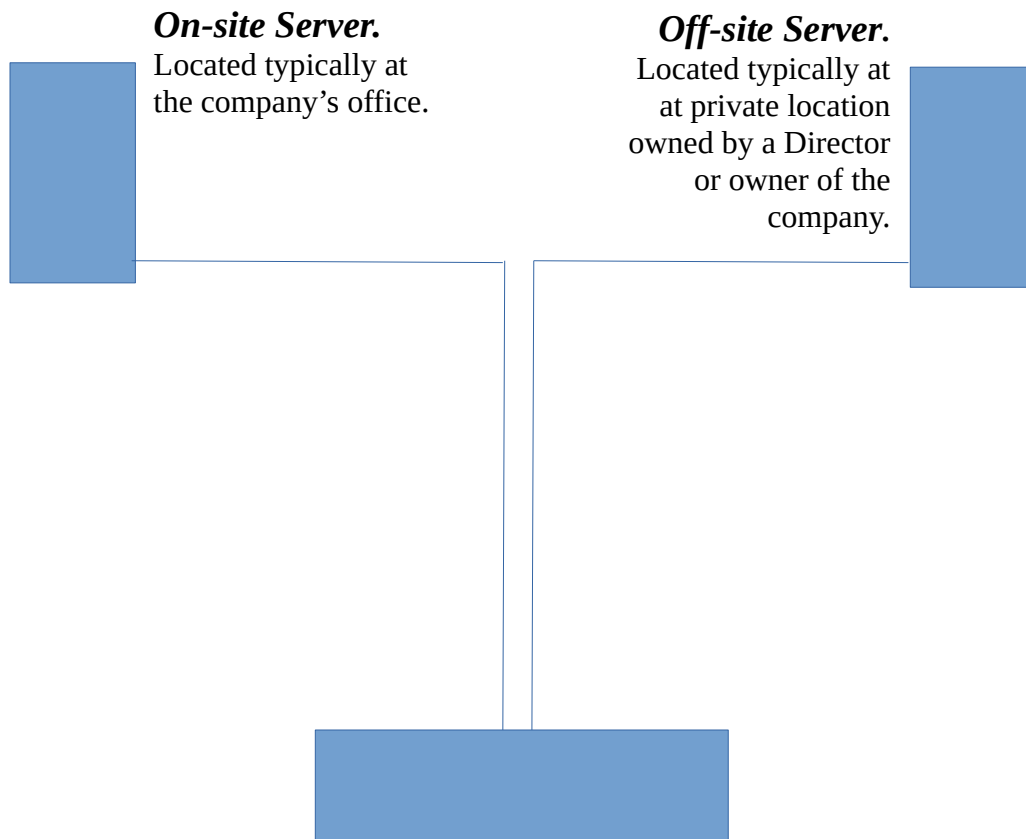 On-site Server.
Located typically at
the company’s office.
Off-site Server.
Located typically at
at private location
owned by a Director
or owner of the
company.